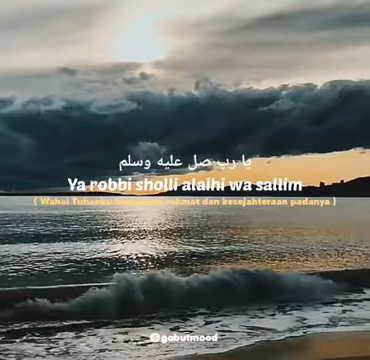 يا رب صل عليه وسلم
Ya robbi sholli alaihi wa sallim
( Wahai Tuhanku rahmat dan kesejahteraan padanya )
gabutmood